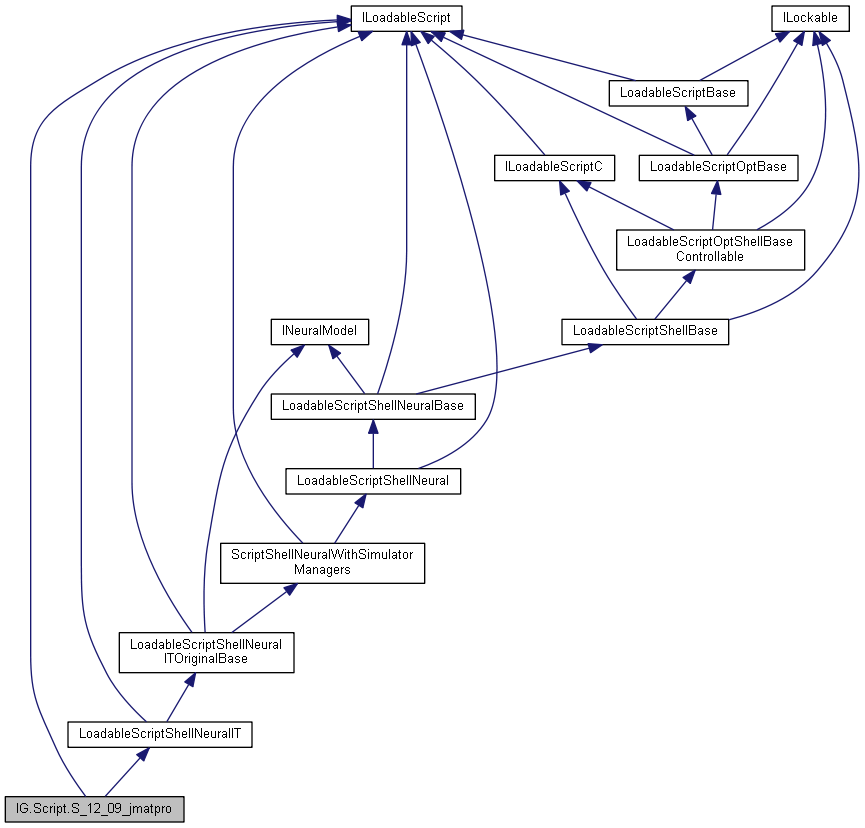 ILoadableScript
ILockable
LoadableScriptBase
ILoadableScriptC
LoadableScriptOptBase
LoadableScriptOptShellBase
Controllable
INeuralModel
LoadableScriptShellBase
LoadableScriptShellNeuralBase
LoadableScriptShellNeural
ScriptShellNeuralWithSimulator
Managers
LoadableScriptShellNeural
ITOriginalBase
LoadableScriptShellNeuralIT
IG.Script.S_12_09_jmatpro